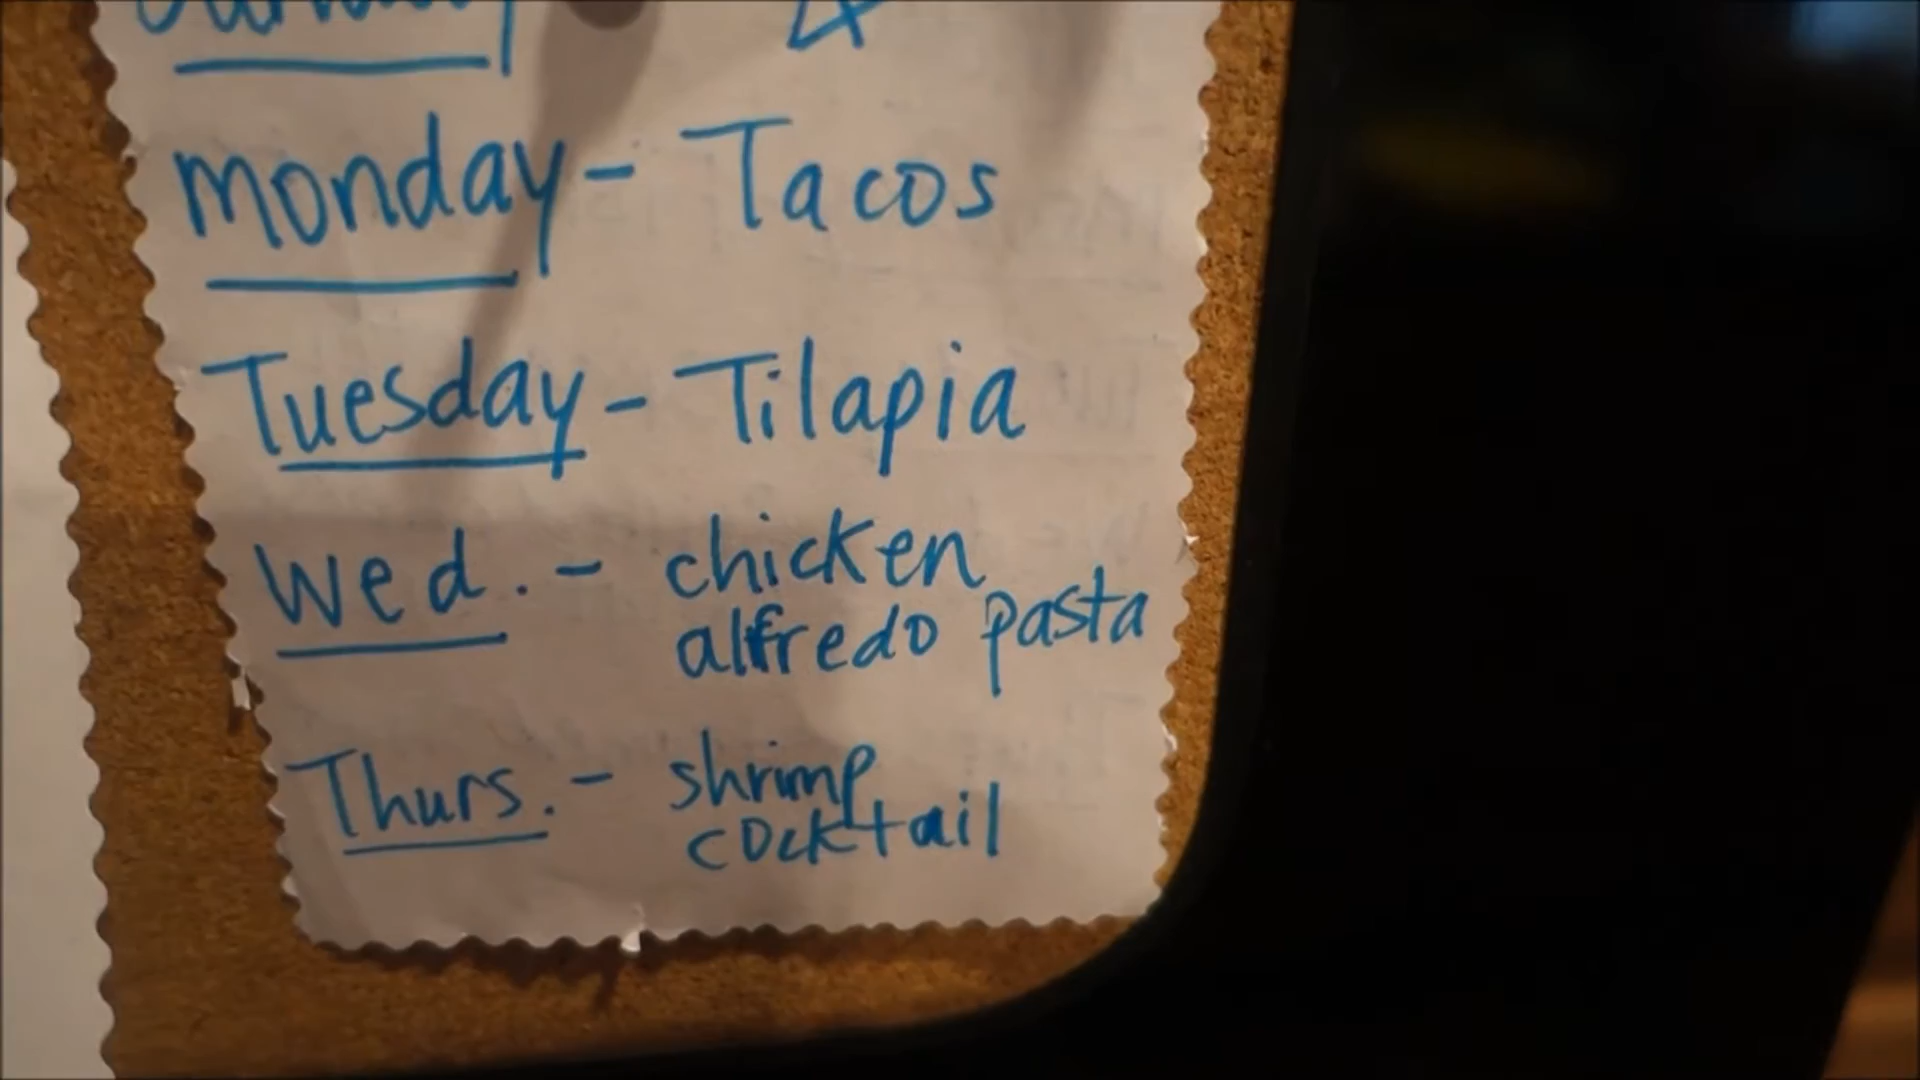 monday - Tacos
Tuesday - Tilapia
wed. - chicken
alfredo pasta
Thurs. - shrimp
cocktail